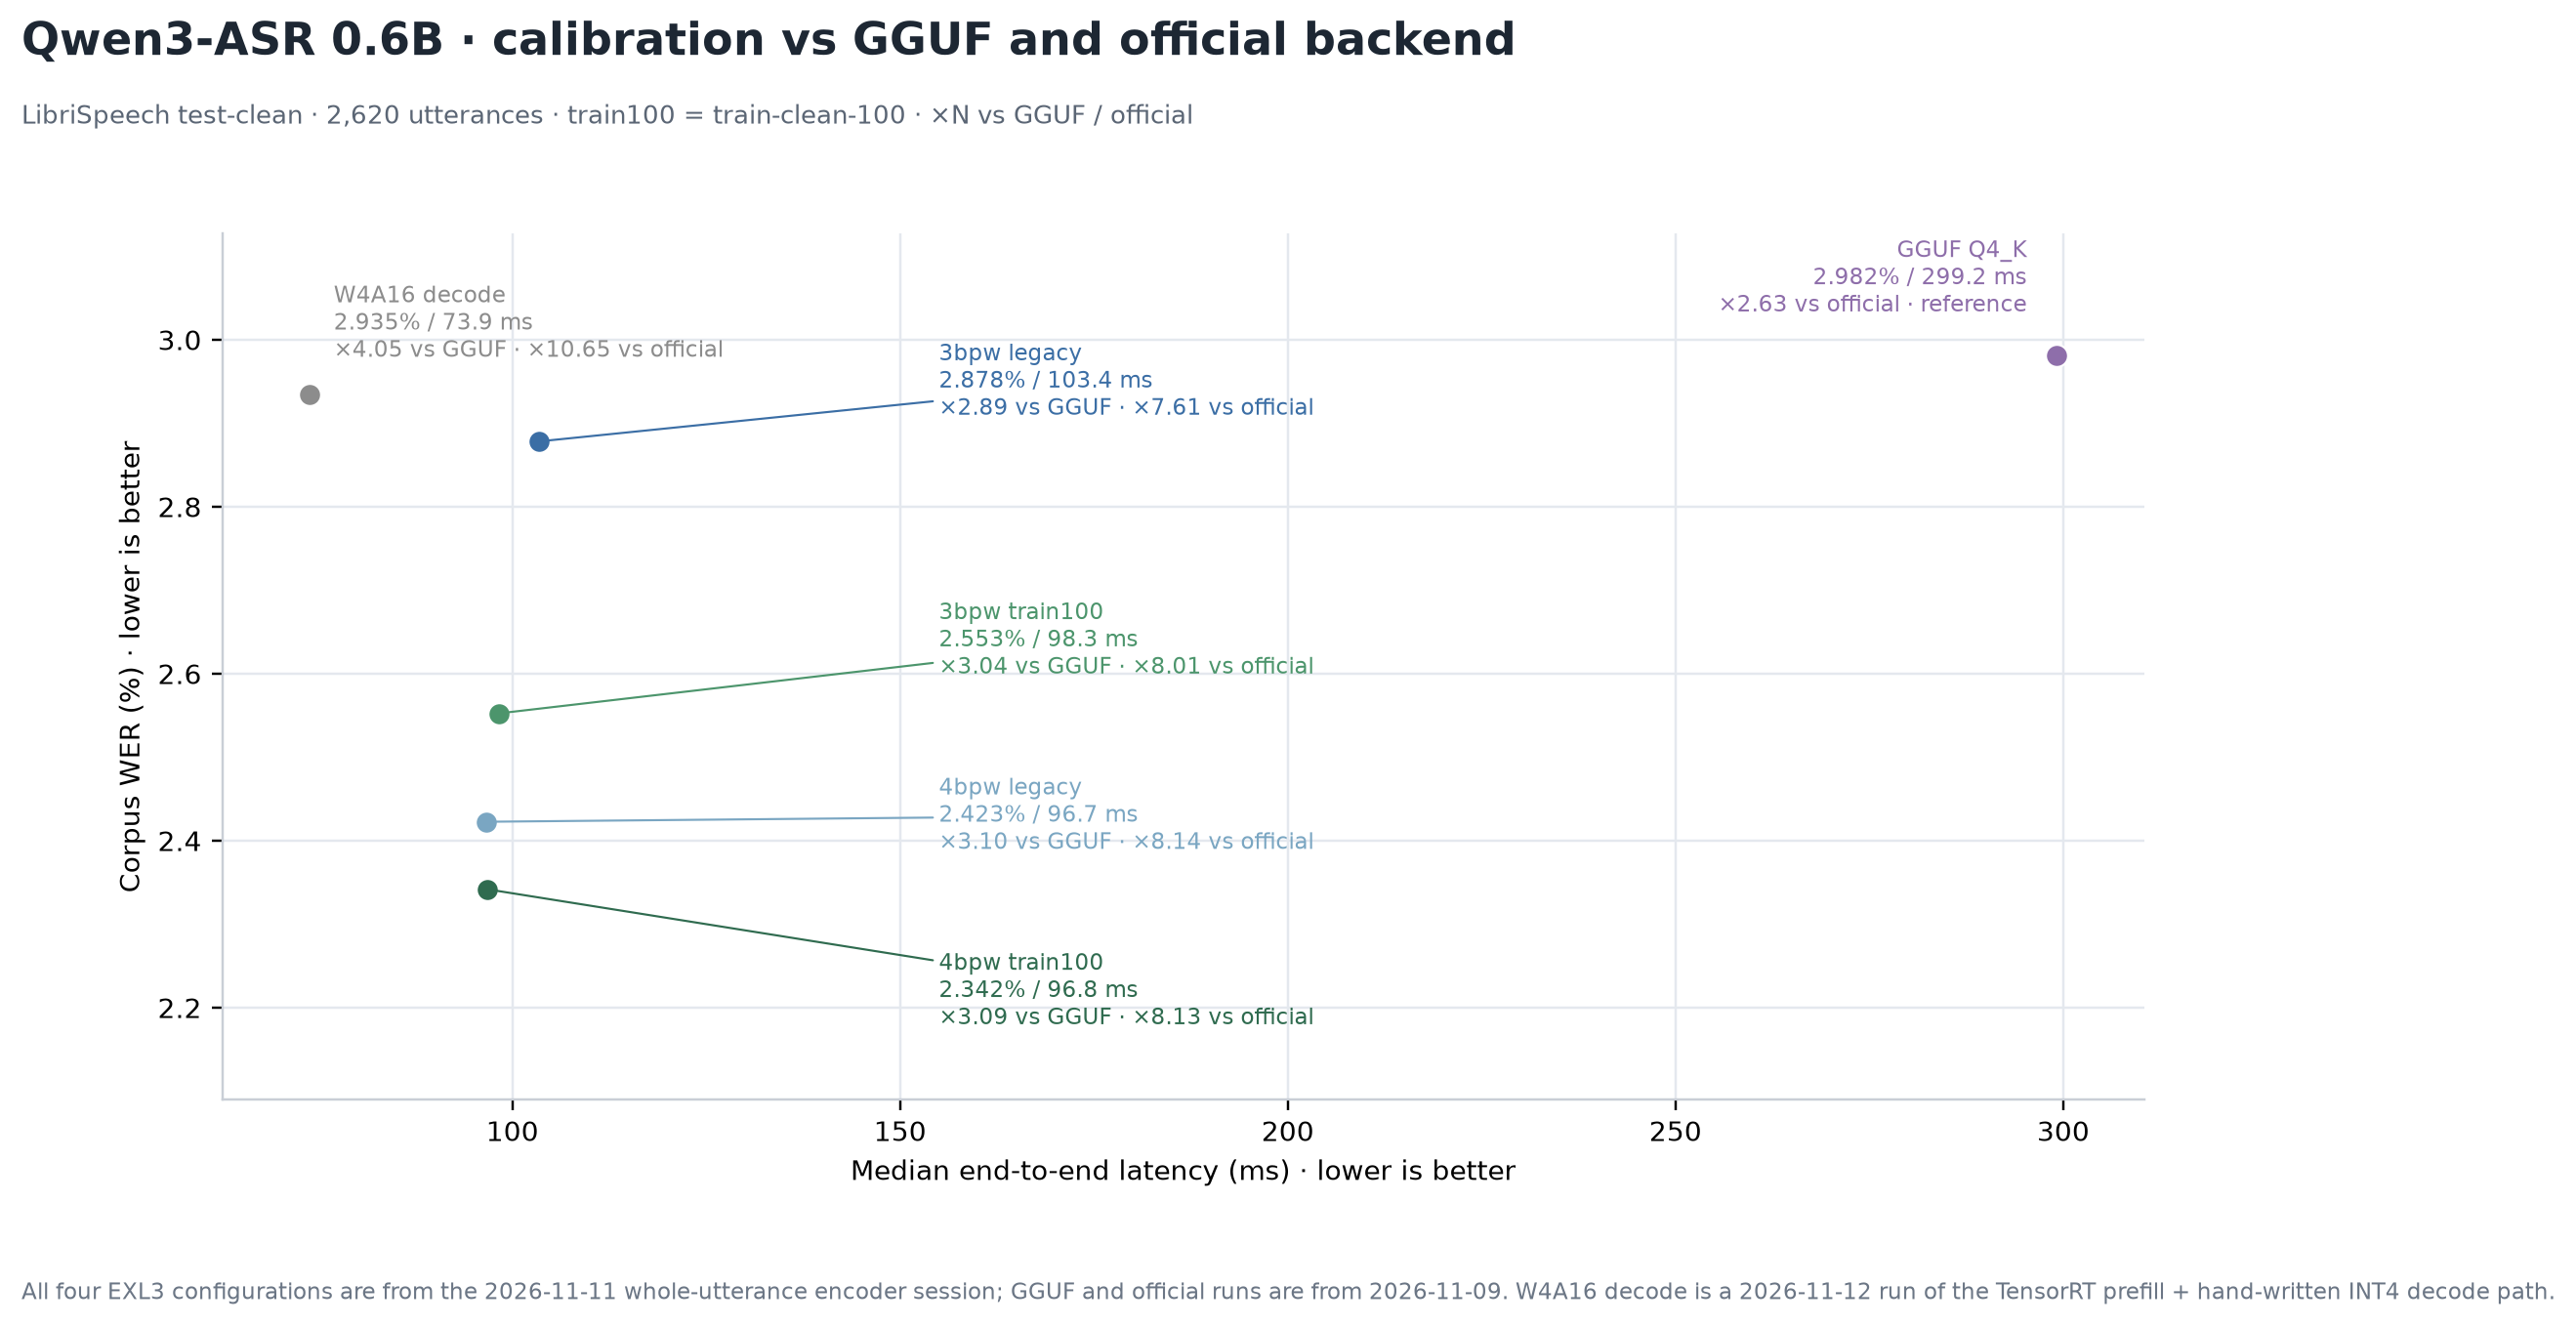 Qwen3-ASR 0.6B · calibration vs GGUF and official backend
LibriSpeech test-clean · 2,620 utterances · train100 = train-clean-100 · ×N vs GGUF / official
GGUF Q4_K
2.982% / 299.2 ms
×2.63 vs official · reference
W4A16 decode
2.935% / 73.9 ms
×4.05 vs GGUF · ×10.65 vs official
3bpw legacy
2.878% / 103.4 ms
×2.89 vs GGUF · ×7.61 vs official
3bpw train100
2.553% / 98.3 ms
×3.04 vs GGUF · ×8.01 vs official
4bpw legacy
2.423% / 96.7 ms
×3.10 vs GGUF · ×8.14 vs official
4bpw train100
2.342% / 96.8 ms
×3.09 vs GGUF · ×8.13 vs official
Corpus WER (%) · lower is better
3.0
2.8
2.6
2.4
2.2
100 150 200 250 300
Median end-to-end latency (ms) · lower is better
All four EXL3 configurations are from the 2026-11-11 whole-utterance encoder session; GGUF and official runs are from 2026-11-09. W4A16 decode is a 2026-11-12 run of the TensorRT prefill + hand-written INT4 decode path.